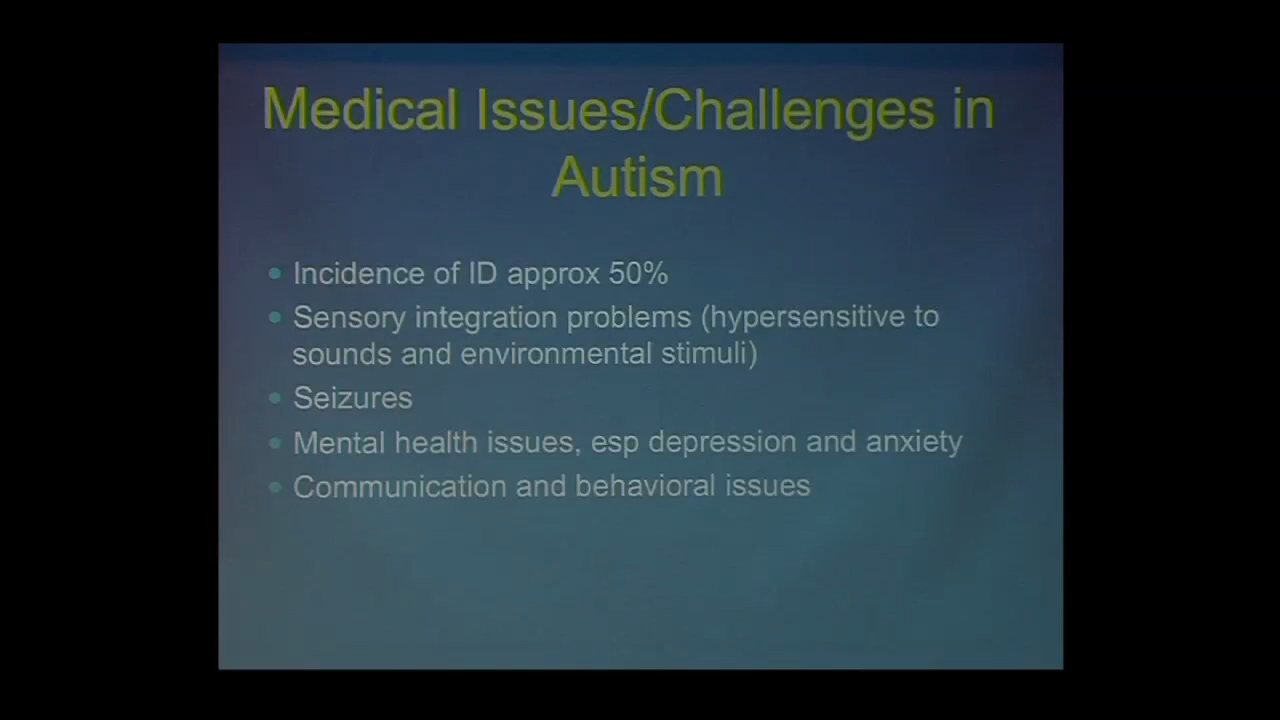 Medical Issues/Challenges in
Autism
• Incidence of ID approx 50%
• Sensory integration problems (hypersensitive to
sounds and environmental stimuli)
• Seizures
• Mental health issues, esp depression and anxiety
• Communication and behavioral issues